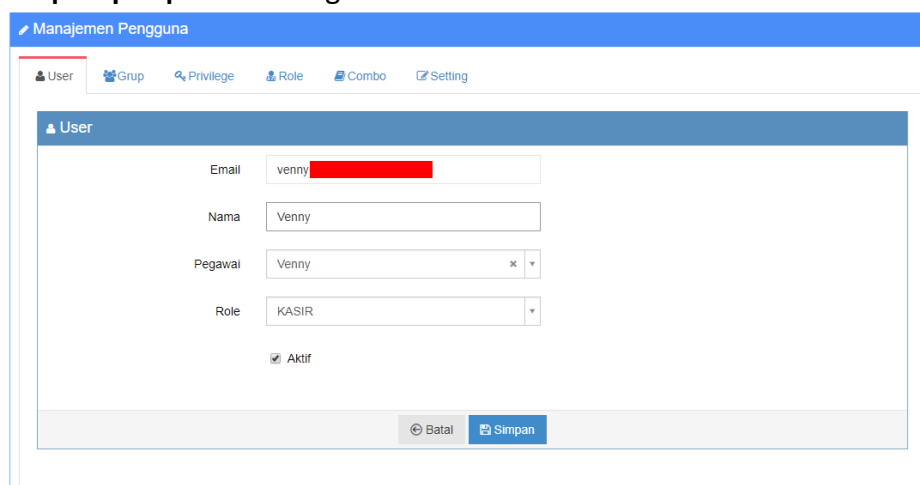 Manajemen Pengguna
User Grup Privilege Role Combo Setting
User
Email venny
Nama Venny
Pegawai Venny
Role KASIR
Aktif
Batal Simpan